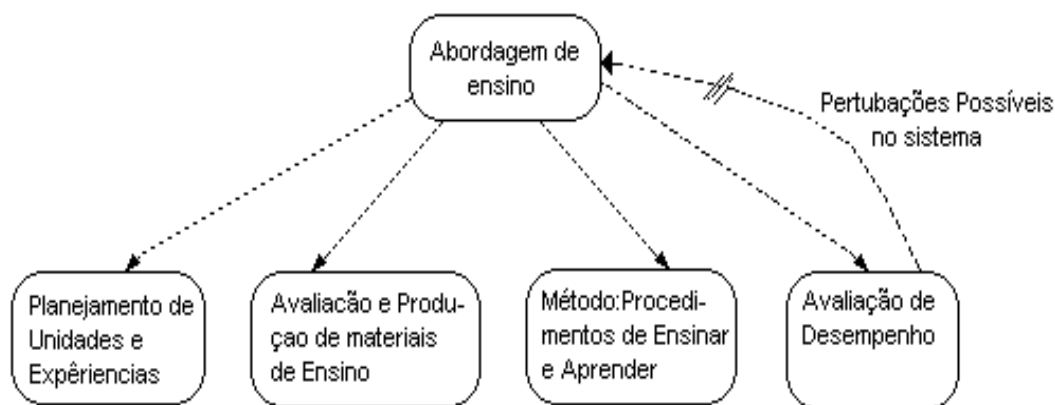 Abordagem de
ensino
Pertubações Possíveis
no sistema
Planejamento de
Unidades e
Expêriencias
Avaliacão e Produ-
çao de materiais
de Ensino
Método:Procedi-
mentos de Ensinar
e Aprender
Avaliação de
Desempenho